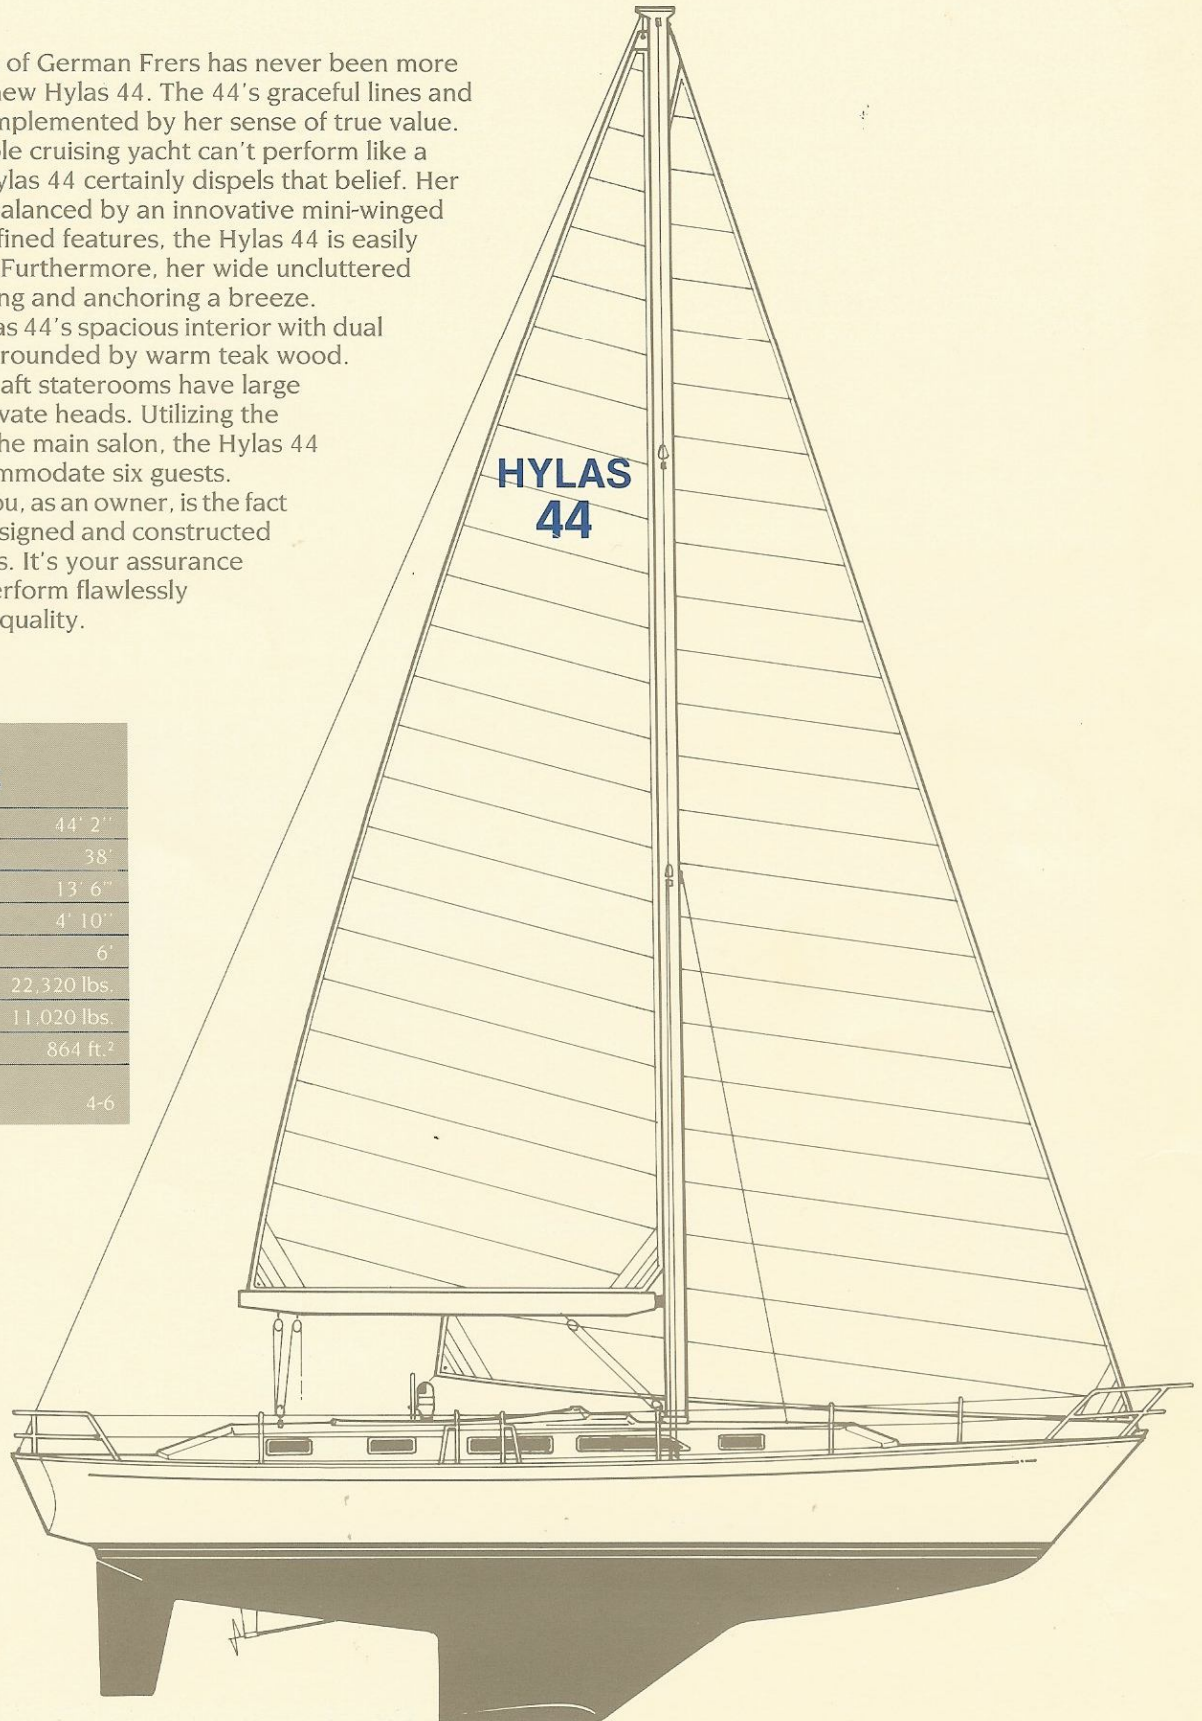 of German Frers has never been more
new Hylas 44. The 44's graceful lines and
mplemented by her sense of true value.
ble cruising yacht can't perform like a
ylas 44 certainly dispels that belief. Her
balanced by an innovative mini-winged
fined features, the Hylas 44 is easily
Furthermore, her wide uncluttered
ng and anchoring a breeze.
as 44's spacious interior with dual
rrounded by warm teak wood.
aft staterooms have large
vate heads. Utilizing the
he main salon, the Hylas 44
mmodate six guests.
ou, as an owner, is the fact
signed and constructed
s. It's your assurance
erform flawlessly
quality.
HYLAS
44
44' 2''
38'
13' 6''
4' 10''
6'
22,320 lbs.
11,020 lbs.
864 ft.²
4-6